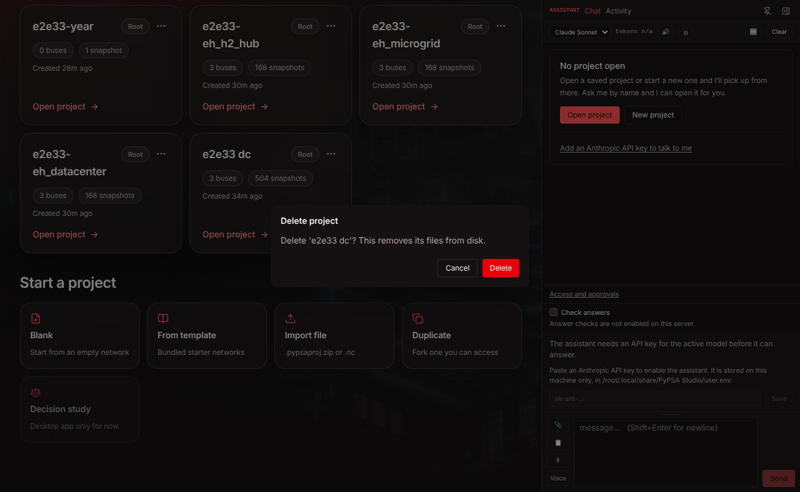 e2e33-year
Root
0 buses
1 snapshot
Created 28m ago
Open project →
e2e33-
eh_h2_hub
Root
3 buses
168 snapshots
Created 30m ago
Open project →
e2e33-
eh_microgrid
Root
3 buses
168 snapshots
Created 30m ago
Open project →
e2e33-
eh_datacenter
Root
3 buses
168 snapshots
Created 30m ago
Open project →
e2e33 dc
Root
3 buses
504 snapshots
Created 34m ago
Open project →
Delete project
Delete 'e2e33 dc'? This removes its files from disk.
Cancel
Delete
Start a project
Blank
Start from an empty network
From template
Bundled starter networks
Import file
.pypsaproj.zip or .nc
Duplicate
Fork one you can access
Decision study
Desktop app only for now.
ASSISTANT
Chat
Activity
Claude Sonnet
tokens n/a
Clear
No project open
Open a saved project or start a new one and I'll pick up from
there. Ask me by name and I can open it for you.
Open project
New project
Add an Anthropic API key to talk to me
Access and approvals
Check answers
Answer checks are not enabled on this server.
The assistant needs an API key for the active model before it can
answer.
Paste an Anthropic API key to enable the assistant. It is stored on this
machine only, in /root/.local/share/PyPSA Studio/user.env.
sk-ant-...
Save
message... (Shift+Enter for newline)
Voice
Send